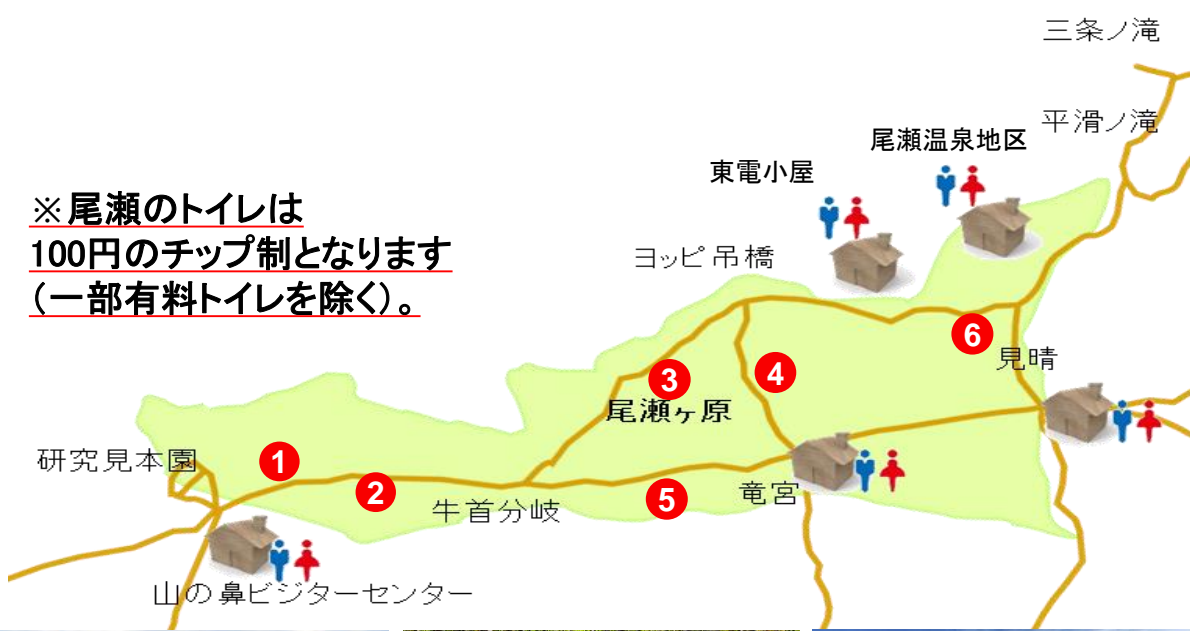 三条ノ滝
平滑ノ滝
尾瀬温泉地区
東電小屋
※尾瀬のトイレは
100円のチップ制となります
（一部有料トイレを除く）。
ヨッピ吊橋
6
見晴
3
4
尾瀬ヶ原
研究見本園
1
2
牛首分岐
5
竜宮
山の鼻ビジターセンター